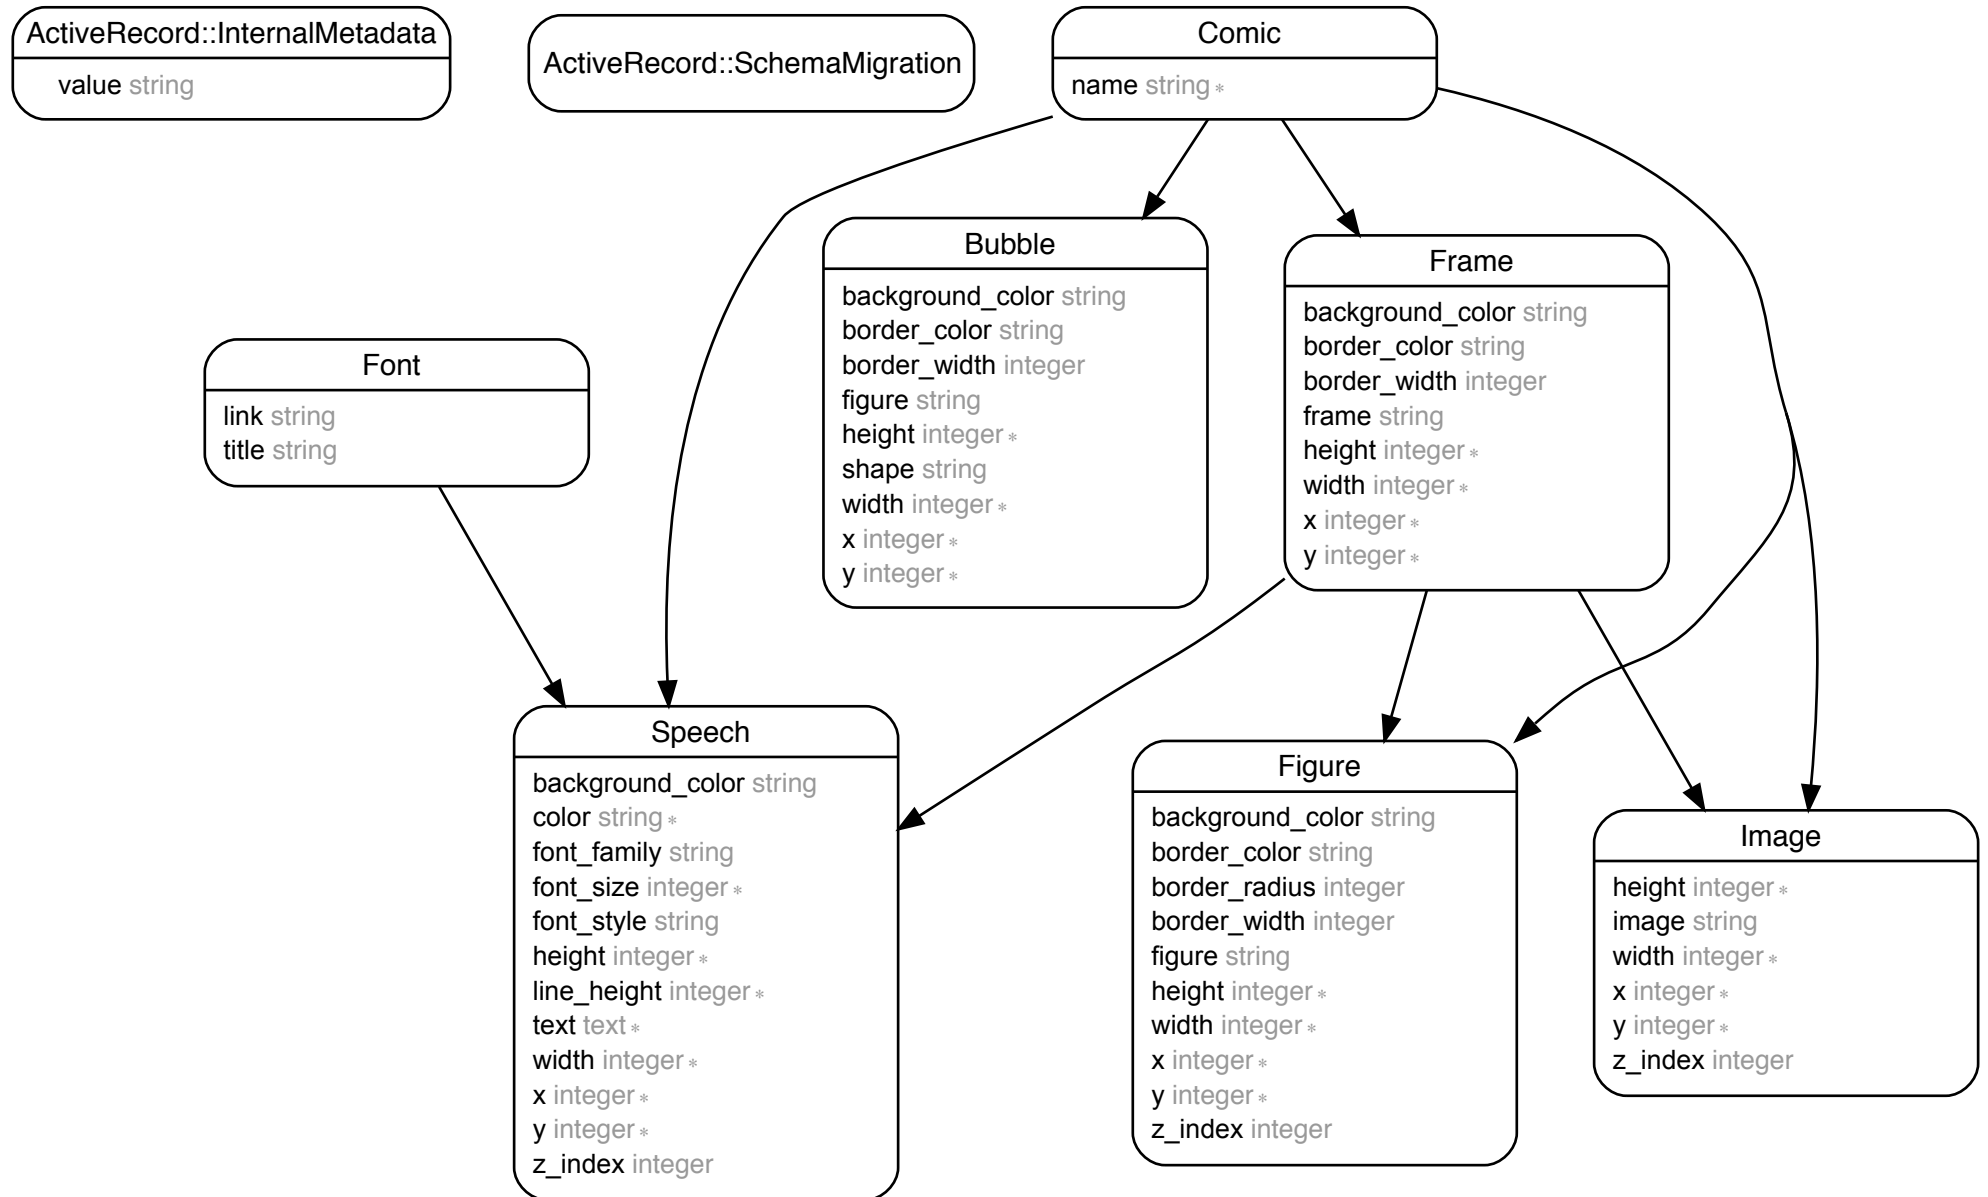 ActiveRecord::InternalMetadata
value string
ActiveRecord::SchemaMigration
Comic
name string *
Bubble
background_color string
border_color string
border_width integer
figure string
height integer *
shape string
width integer *
x integer *
y integer *
Frame
background_color string
border_color string
border_width integer
frame string
height integer *
width integer *
x integer *
y integer *
Font
link string
title string
Speech
background_color string
color string *
font_family string
font_size integer *
font_style string
height integer *
line_height integer *
text text *
width integer *
x integer *
y integer *
z_index integer
Figure
background_color string
border_color string
border_radius integer
border_width integer
figure string
height integer *
width integer *
x integer *
y integer *
z_index integer
Image
height integer *
image string
width integer *
x integer *
y integer *
z_index integer